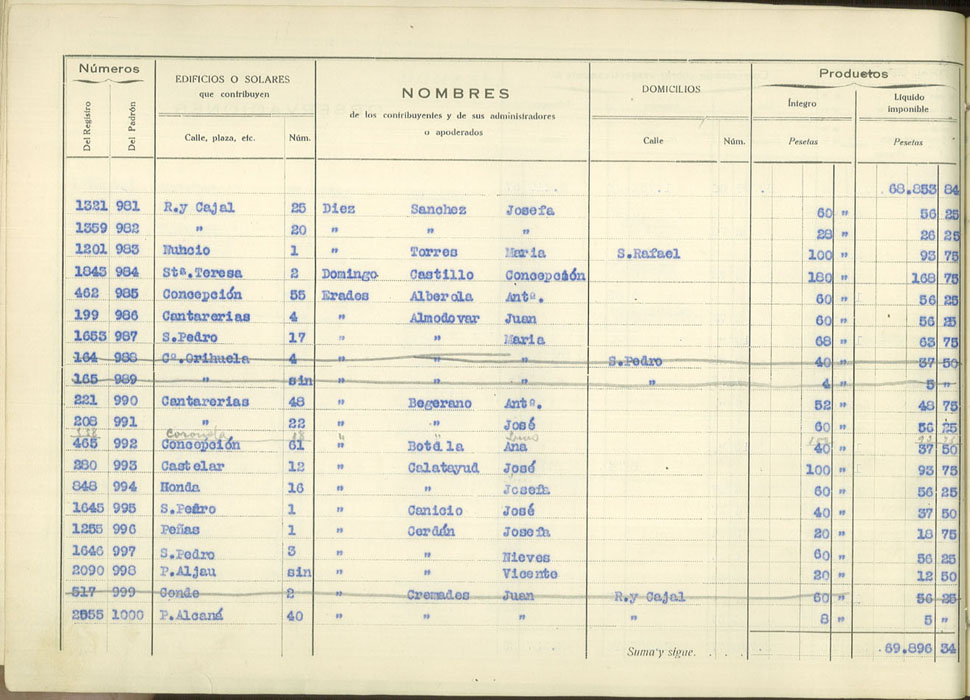 Números EDIFICIOS O SOLARES que contribuyen NOMBRES de los contribuyentes y de sus administradores o apoderados DOMICILIOS Productos
Del Registro Del Padrón Calle, plaza, etc. Núm. Calle Núm. Íntegro Pesetas Líquido imponible Pesetas
68.853 84
1321 981 R.y Cajal 25 Diez Sanchez Josefa 60 " 56 25
1359 982 " 20 " " " 28 " 26 25
1201 983 Nuncio 1 " Torres Maria S.Rafael 100 " 93 75
1843 984 Stª.Teresa 2 Domingo Castillo Concepción 180 " 168 75
462 985 Concepción 55 Erades Alberola Antº. 60 " 56 25
199 986 Cantarerias 4 " Almodovar Juan 60 " 56 25
1653 987 S.Pedro 17 " " Maria 68 " 63 75
164 988 Cº.Orihuela 4 " " " S.Pedro 40 " 37 50
165 989 " sin " " " " 4 " 3 "
221 990 Cantarerias 48 " Bogerano Antº. 52 " 48 75
208 991 " 22 " " José 60 " 56 25
465 992 Concepción 61 " Botella Ana 40 " 37 50
280 993 Castelar 12 " Calatayud José 100 " 93 75
848 994 Honda 16 " " Josefa 60 " 56 25
1645 995 S.Pedro 1 " Canicio José 40 " 37 50
1255 996 Peñas 1 " Cerdán Josefa 20 " 18 75
1646 997 S.Pedro 3 " " Nieves 60 " 56 25
2090 998 P.Aljau sin " " Vicente 20 " 12 50
517 999 Conde 2 " Cremades Juan R.y Cajal 60 " 56 25
2555 1000 P.Alcaná 40 " " " " 8 " 5 "
Suma y sigue. . . . 69.896 34